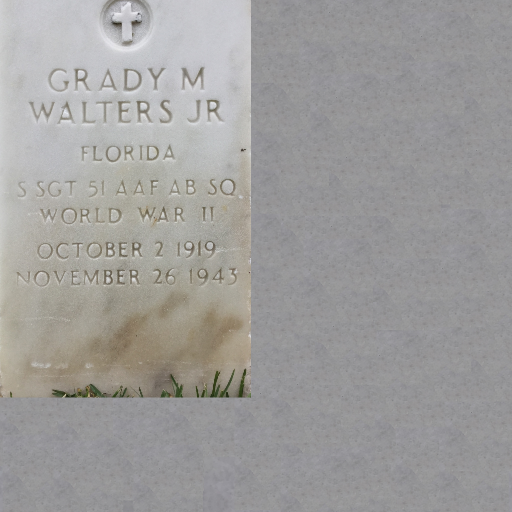 GRADY M
WALTERS JR
FLORIDA
S SGT 51 AAF AB SQ
WORLD WAR II
OCTOBER 2 1919
NOVEMBER 26 1943